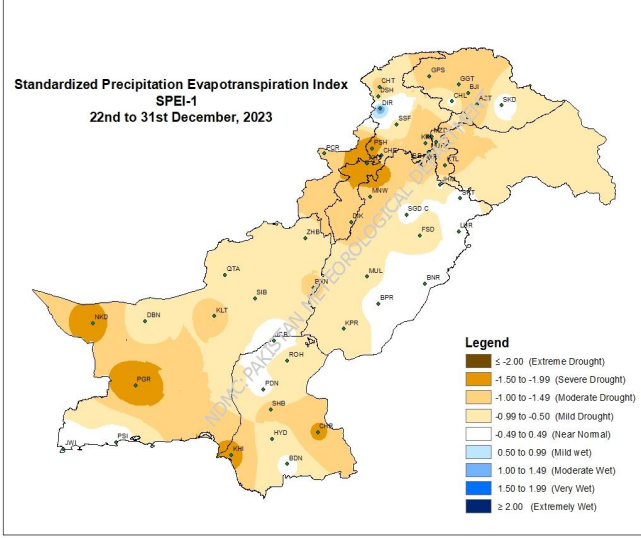 Standardized Precipitation Evapotranspiration Index
SPEI-1
22nd to 31st December, 2023
GPS
CHT
GGT
DSH
BJI
CHL
SKD
DIR
SSF
PSH
PCR
CHE
KTL
JHM
MNW
SKT
SGD C
DIK
LHR
FSD
ZHB
QTA
MUL
SIB
BNR
BPR
KLT
NKD
DBN
KPR
ROH
PGR
PDN
SHB
CHR
HYD
PSI
JWI
KHI
BDN
NDMC, PAKISTAN METEOROLOGICAL DEPARTMENT
Legend
≤ -2.00 (Extreme Drought)
-1.50 to -1.99 (Severe Drought)
-1.00 to -1.49 (Moderate Drought)
-0.99 to -0.50 (Mild Drought)
-0.49 to 0.49 (Near Normal)
0.50 to 0.99 (Mild wet)
1.00 to 1.49 (Moderate Wet)
1.50 to 1.99 (Very Wet)
≥ 2.00 (Extremely Wet)